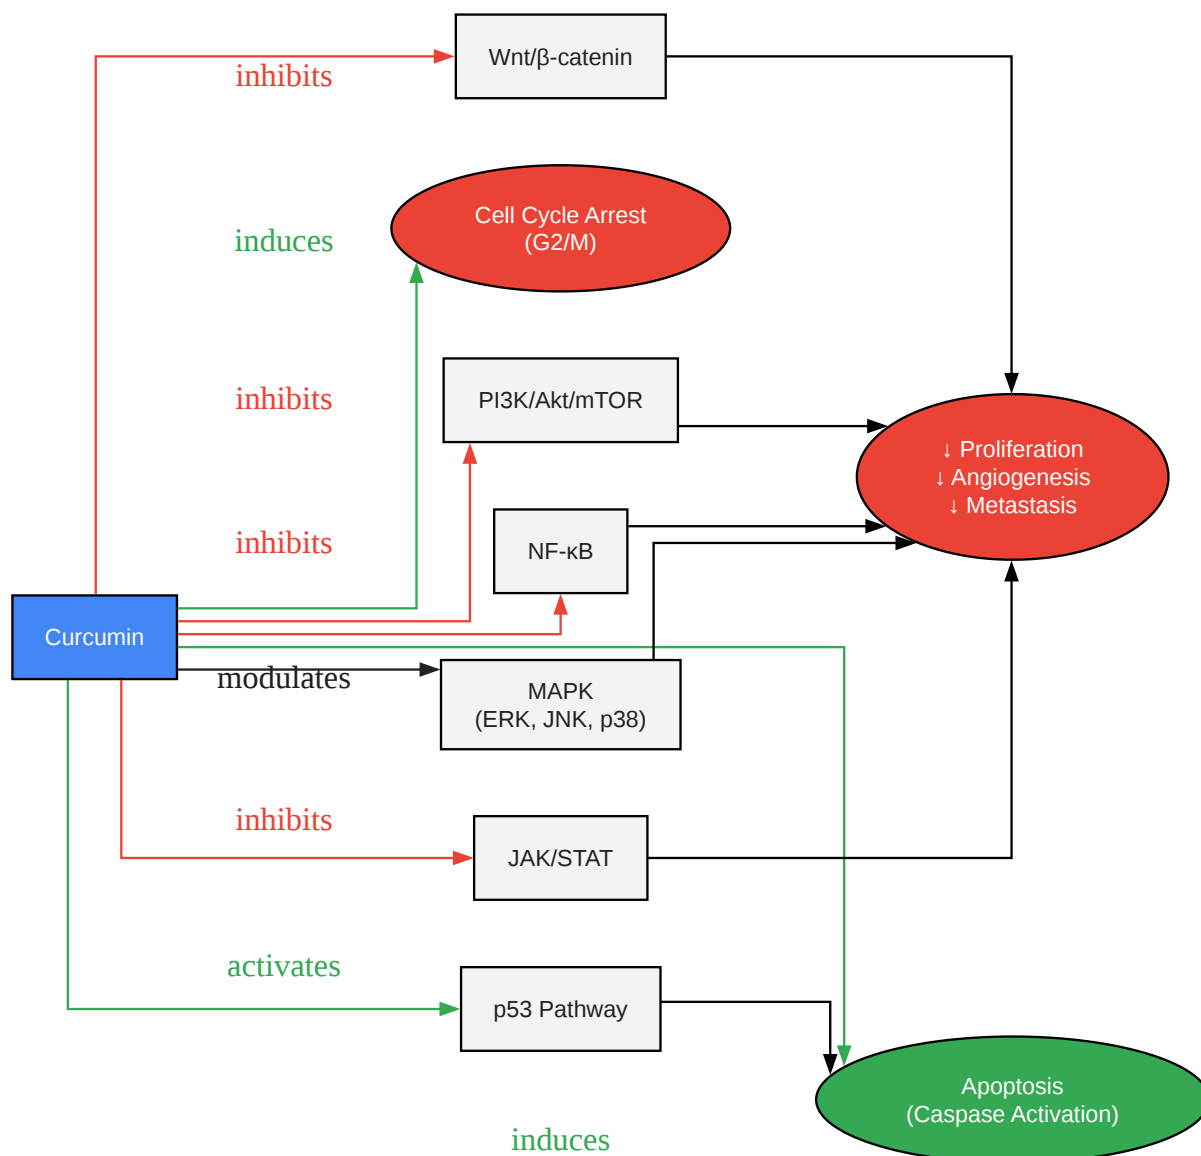 Wnt/β-catenin
inhibits
Cell Cycle Arrest
(G2/M)
induces
inhibits
PI3K/Akt/mTOR
↓ Proliferation
↓ Angiogenesis
↓ Metastasis
inhibits
NF-κB
Curcumin
modulates
MAPK
(ERK, JNK, p38)
inhibits
JAK/STAT
activates
p53 Pathway
Apoptosis
(Caspase Activation)
induces